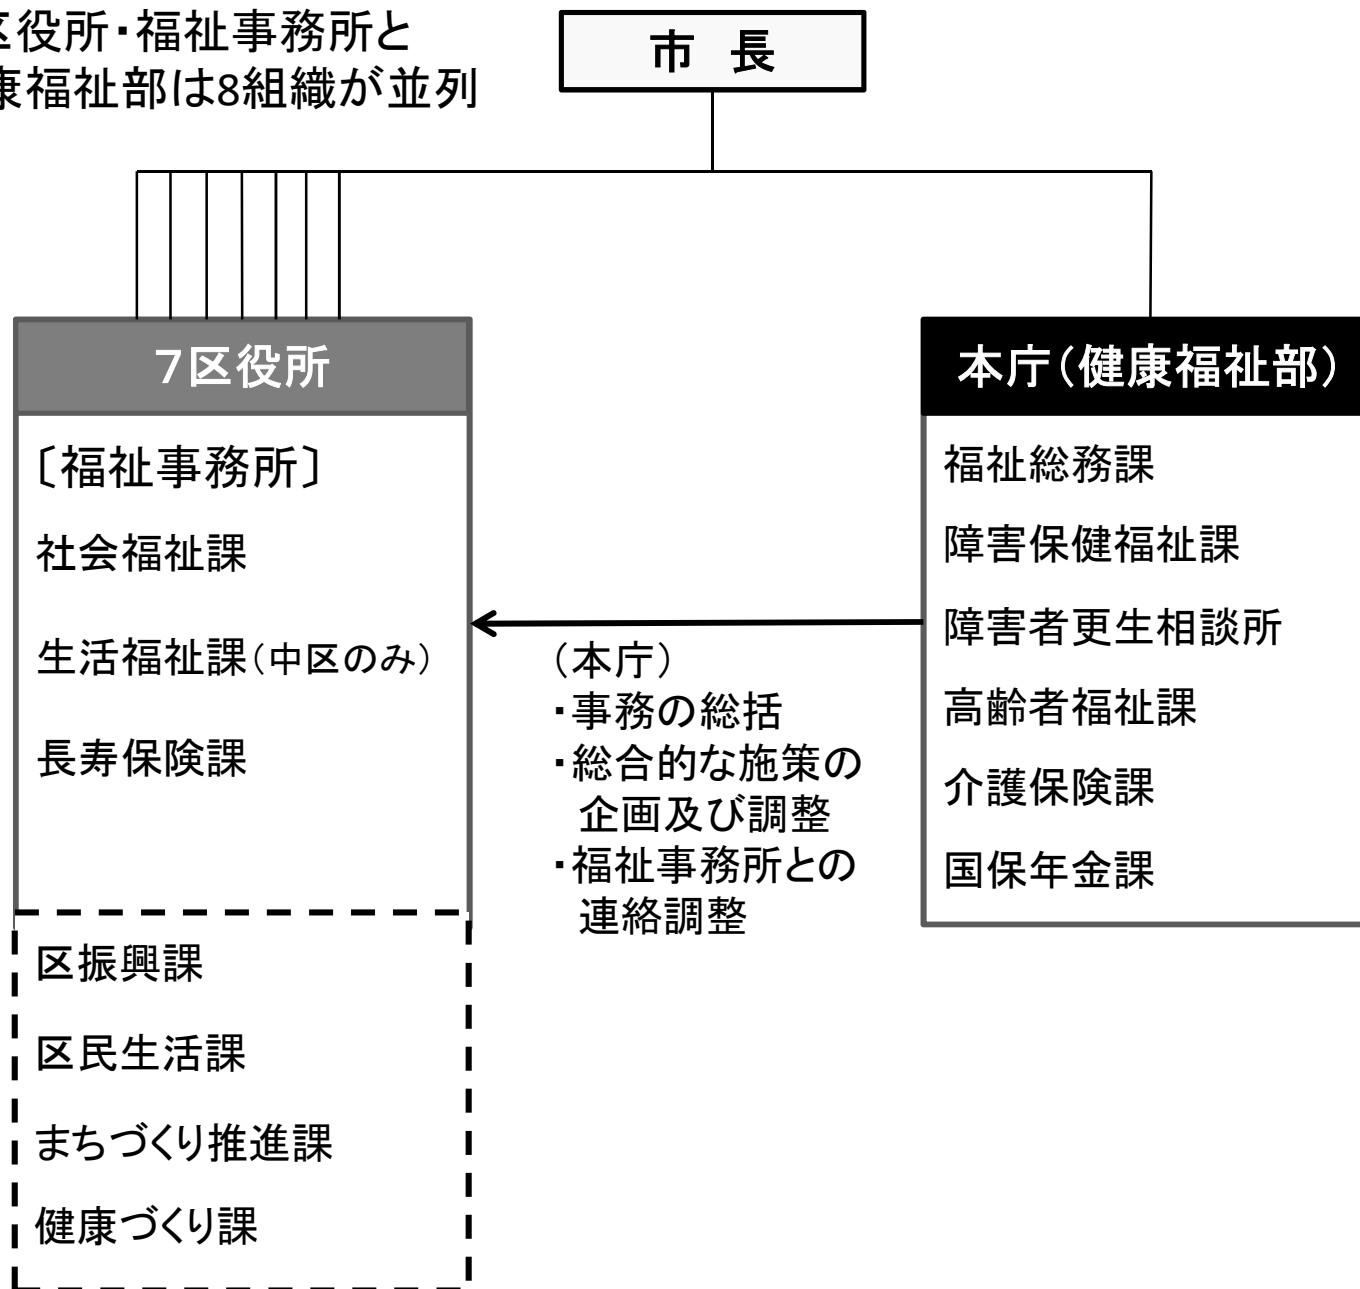 区役所・福祉事務所と
康福祉部は8組織が並列
市 長
7区役所
〔福祉事務所〕
社会福祉課
生活福祉課(中区のみ)
長寿保険課
区振興課
区民生活課
まちづくり推進課
健康づくり課
(本庁)
・事務の総括
・総合的な施策の
企画及び調整
・福祉事務所との
連絡調整
本庁(健康福祉部)
福祉総務課
障害保健福祉課
障害者更生相談所
高齢者福祉課
介護保険課
国保年金課